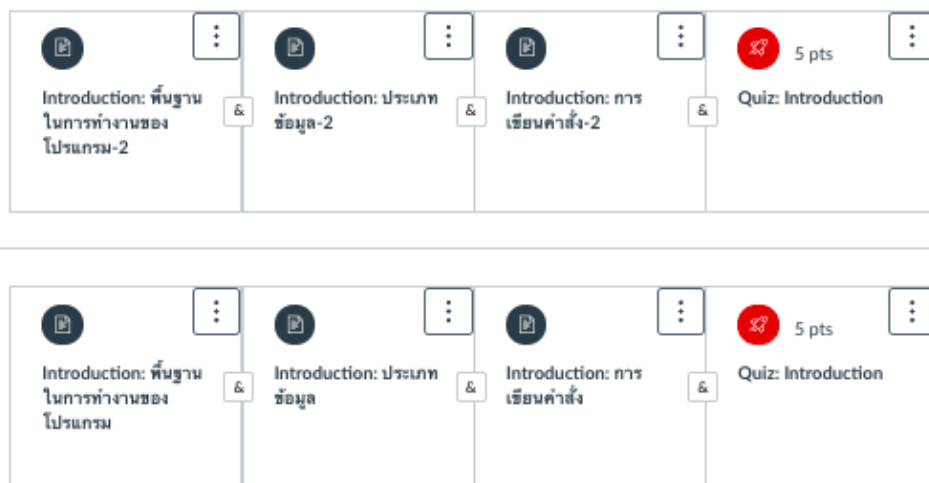 5 pts
Introduction: พื้นฐาน
ในการทำงานของ
โปรแกรม-2
&
Introduction: ประเภท
ข้อมูล-2
&
Introduction: การ
เขียนคำสั่ง-2
&
Quiz: Introduction
5 pts
Introduction: พื้นฐาน
ในการทำงานของ
โปรแกรม
&
Introduction: ประเภท
ข้อมูล
&
Introduction: การ
เขียนคำสั่ง
&
Quiz: Introduction